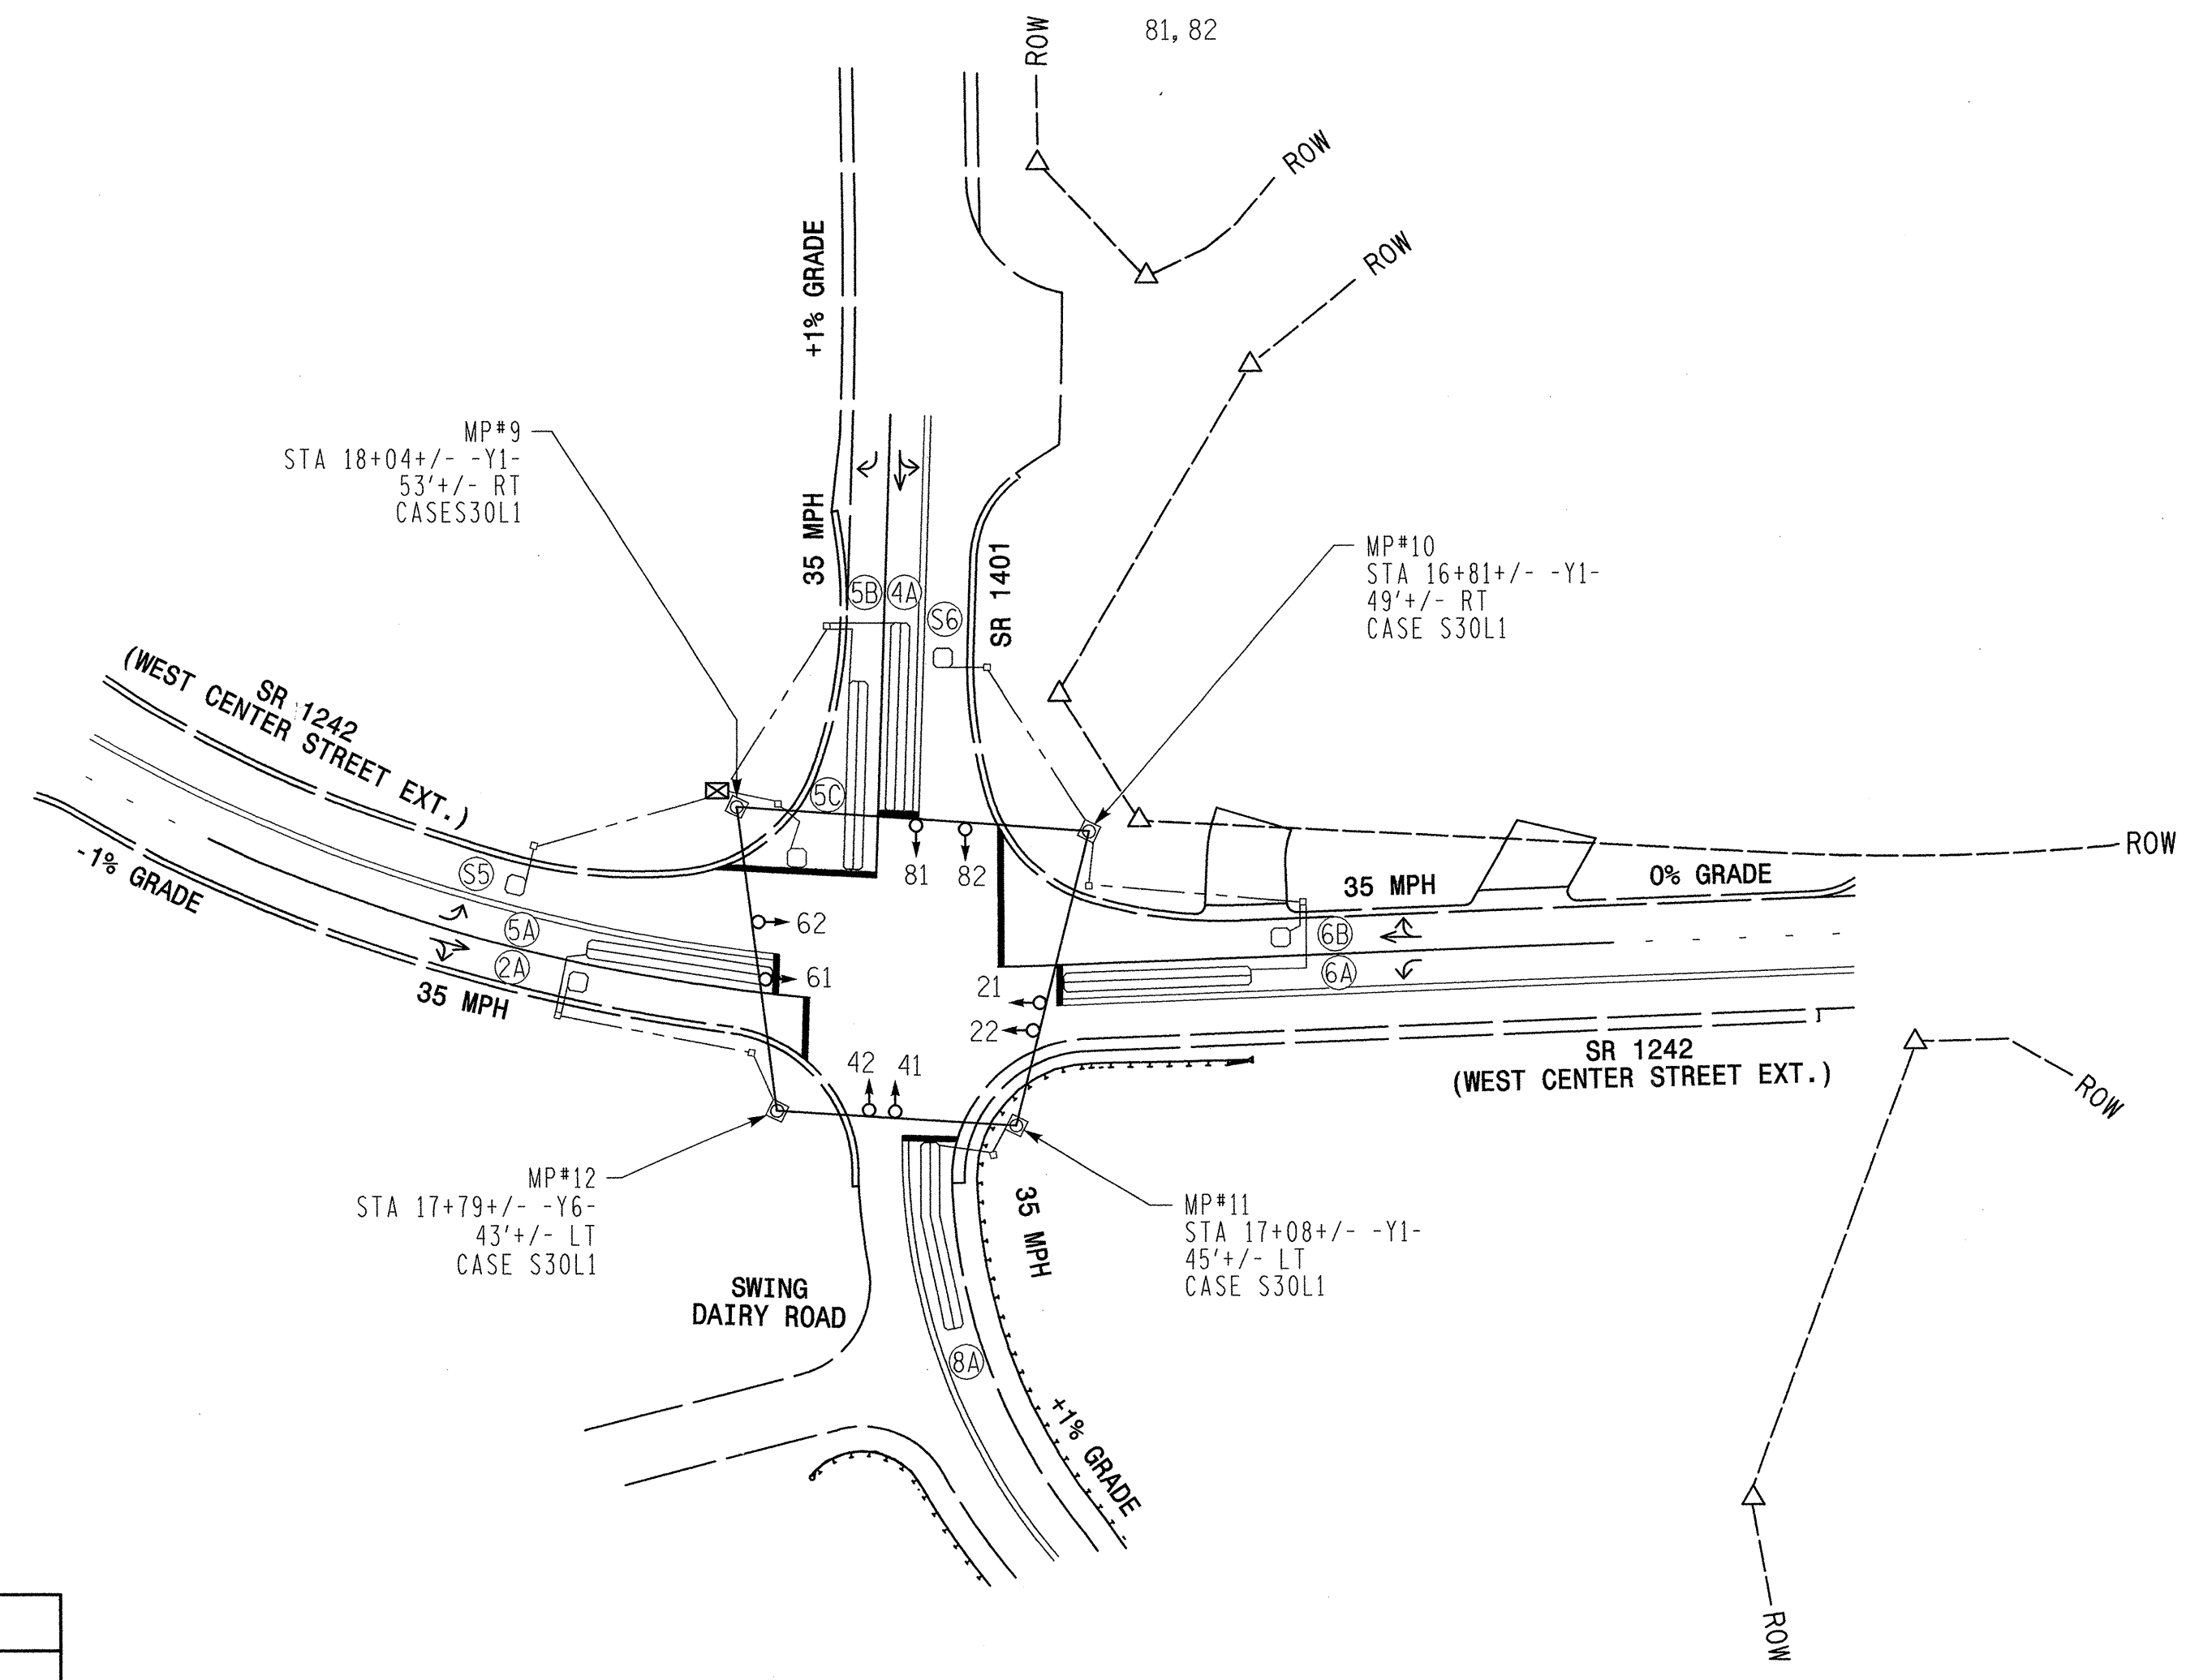 81, 82
ROW
ROW
ROW
+1% GRADE
MP#9
STA 18+04+/- -Y1-
53'+/- RT
CASES30L1
35 MPH
MP#10
STA 16+81+/- -Y1-
49'+/- RT
CASE S30L1
SR 1401
5B
4A
S6
SR 1242
(WEST CENTER STREET EXT.)
5C
-1% GRADE
S5
81
82
ROW
35 MPH
0% GRADE
62
5A
6B
2A
61
6A
35 MPH
21
22
42
41
SR 1242
(WEST CENTER STREET EXT.)
ROW
MP#12
STA 17+79+/- -Y6-
43'+/- LT
CASE S30L1
35 MPH
MP#11
STA 17+08+/- -Y1-
45'+/- LT
CASE S30L1
SWING
DAIRY ROAD
8A
+1% GRADE
ROW